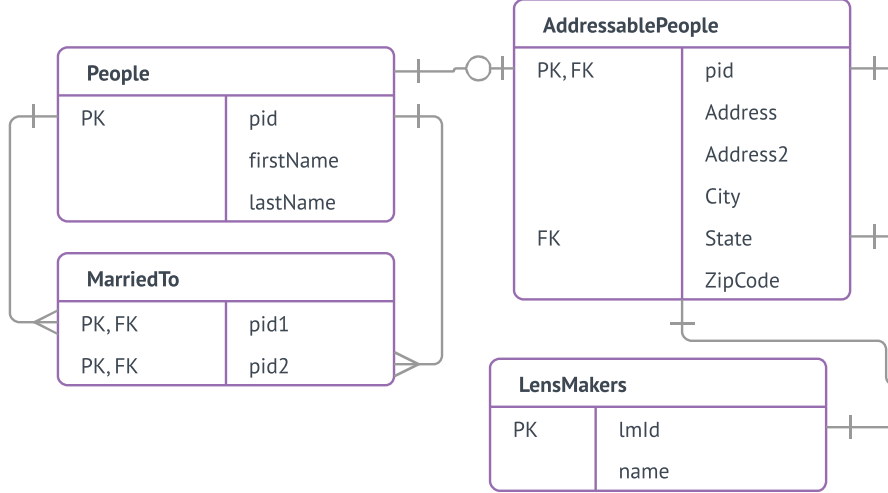 People
PK pid
firstName
lastName
MarriedTo
PK, FK pid1
PK, FK pid2
AddressablePeople
PK, FK pid
Address
Address2
City
FK State
ZipCode
LensMakers
PK lmId
name